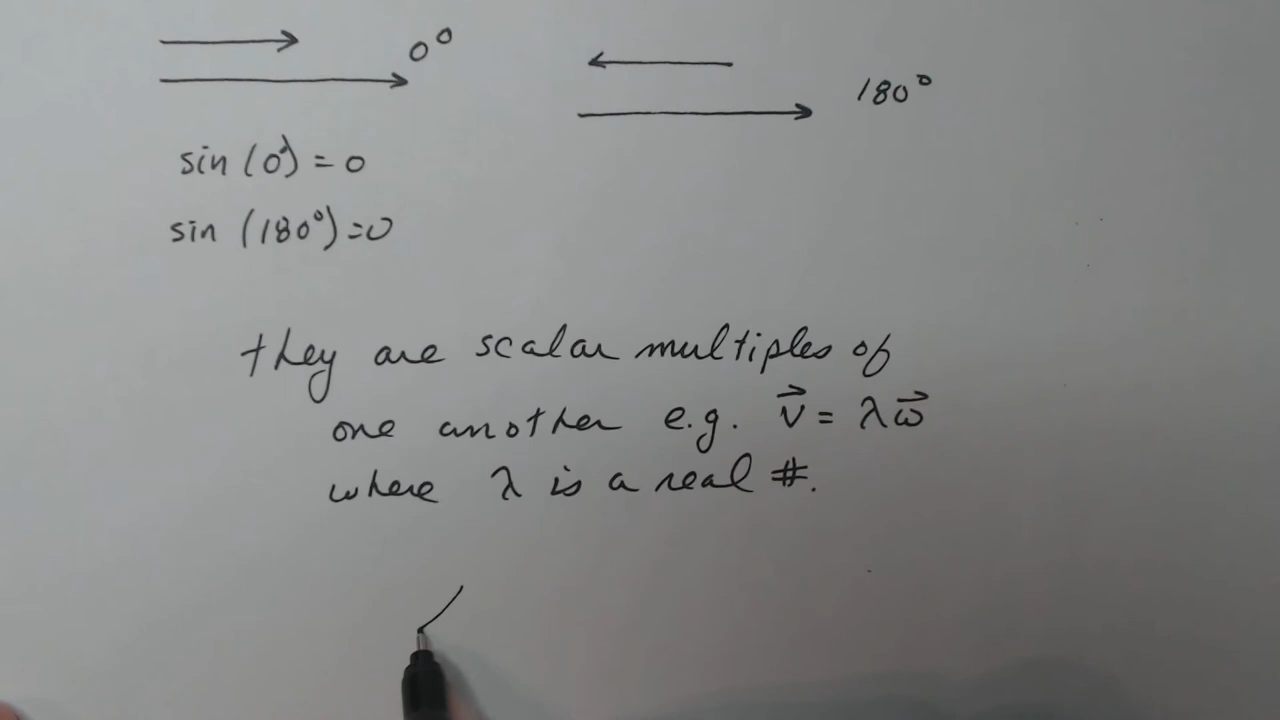 0°
180°
sin (0°) = 0
sin (180°) = 0
they are scalar multiples of
one another e.g. v⃗ = λω⃗
where λ is a real #.